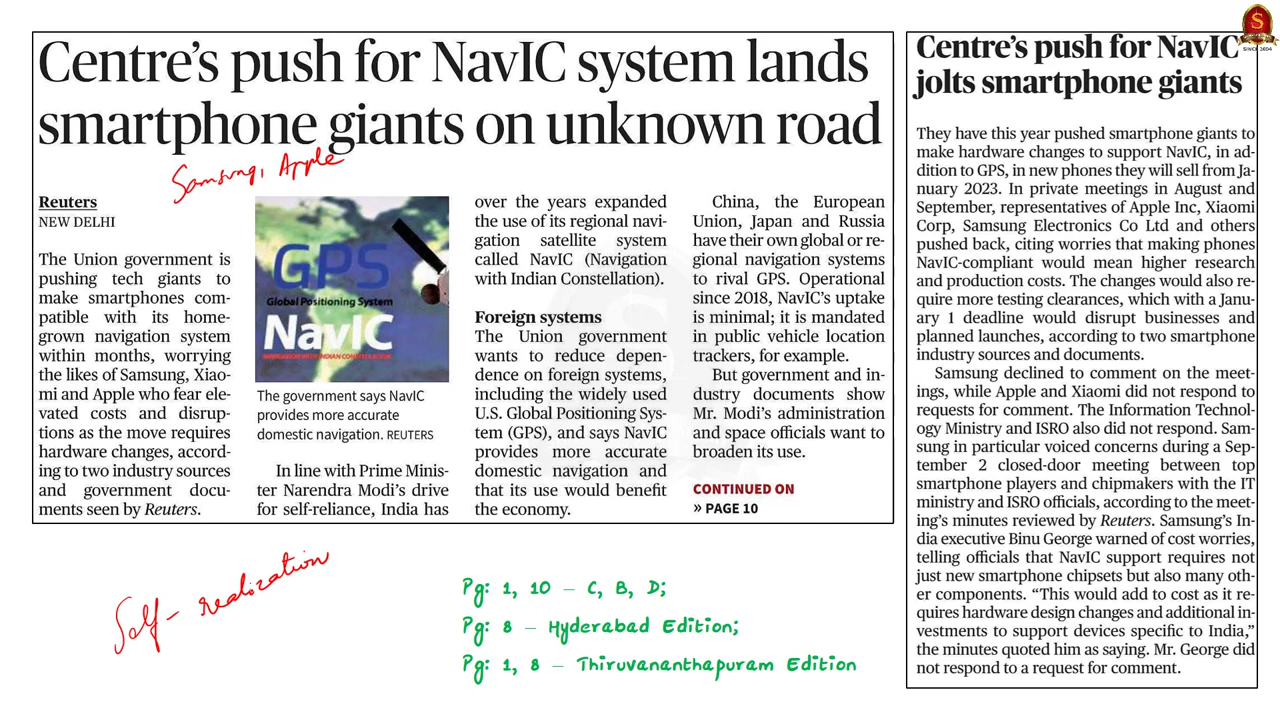 Centre's push for NavIC system lands
smartphone giants on unknown road
Samsung, Apple
Reuters
NEW DELHI
The Union government is
pushing tech giants to
make smartphones com-
patible with its home-
grown navigation system
within months, worrying
the likes of Samsung, Xiao-
mi and Apple who fear ele-
vated costs and disrup-
tions as the move requires
hardware changes, accord-
ing to two industry sources
and government docu-
ments seen by Reuters.
GPS
Global Positioning System
NavIC
NAVIGATION WITH INDIAN CONSTELLATION
The government says NavIC
provides more accurate
domestic navigation. REUTERS
In line with Prime Minis-
ter Narendra Modi's drive
for self-reliance, India has
over the years expanded
the use of its regional navi-
gation satellite system
called NavIC (Navigation
with Indian Constellation).
Foreign systems
The Union government
wants to reduce depen-
dence on foreign systems,
including the widely used
U.S. Global Positioning Sys-
tem (GPS), and says NavIC
provides more accurate
domestic navigation and
that its use would benefit
the economy.
China, the European
Union, Japan and Russia
have their own global or re-
gional navigation systems
to rival GPS. Operational
since 2018, NavIC's uptake
is minimal; it is mandated
in public vehicle location
trackers, for example.
But government and in-
dustry documents show
Mr. Modi's administration
and space officials want to
broaden its use.
CONTINUED ON
» PAGE 10
Self-realization
Pg: 1, 10 – C, B, D;
Pg: 8 – Hyderabad Edition;
Pg: 1, 8 – Thiruvananthapuram Edition
S
SINCE 2004
Centre's push for NavIC
jolts smartphone giants
They have this year pushed smartphone giants to
make hardware changes to support NavIC, in ad-
dition to GPS, in new phones they will sell from Ja-
nuary 2023. In private meetings in August and
September, representatives of Apple Inc, Xiaomi
Corp, Samsung Electronics Co Ltd and others
pushed back, citing worries that making phones
NavIC-compliant would mean higher research
and production costs. The changes would also re-
quire more testing clearances, which with a Janu-
ary 1 deadline would disrupt businesses and
planned launches, according to two smartphone
industry sources and documents.
Samsung declined to comment on the meet-
ings, while Apple and Xiaomi did not respond to
requests for comment. The Information Technol-
ogy Ministry and ISRO also did not respond. Sam-
sung in particular voiced concerns during a Sep-
tember 2 closed-door meeting between top
smartphone players and chipmakers with the IT
ministry and ISRO officials, according to the meet-
ing's minutes reviewed by Reuters. Samsung's In-
dia executive Binu George warned of cost worries,
telling officials that NavIC support requires not
just new smartphone chipsets but also many oth-
er components. “This would add to cost as it re-
quires hardware design changes and additional in-
vestments to support devices specific to India,”
the minutes quoted him as saying. Mr. George did
not respond to a request for comment.